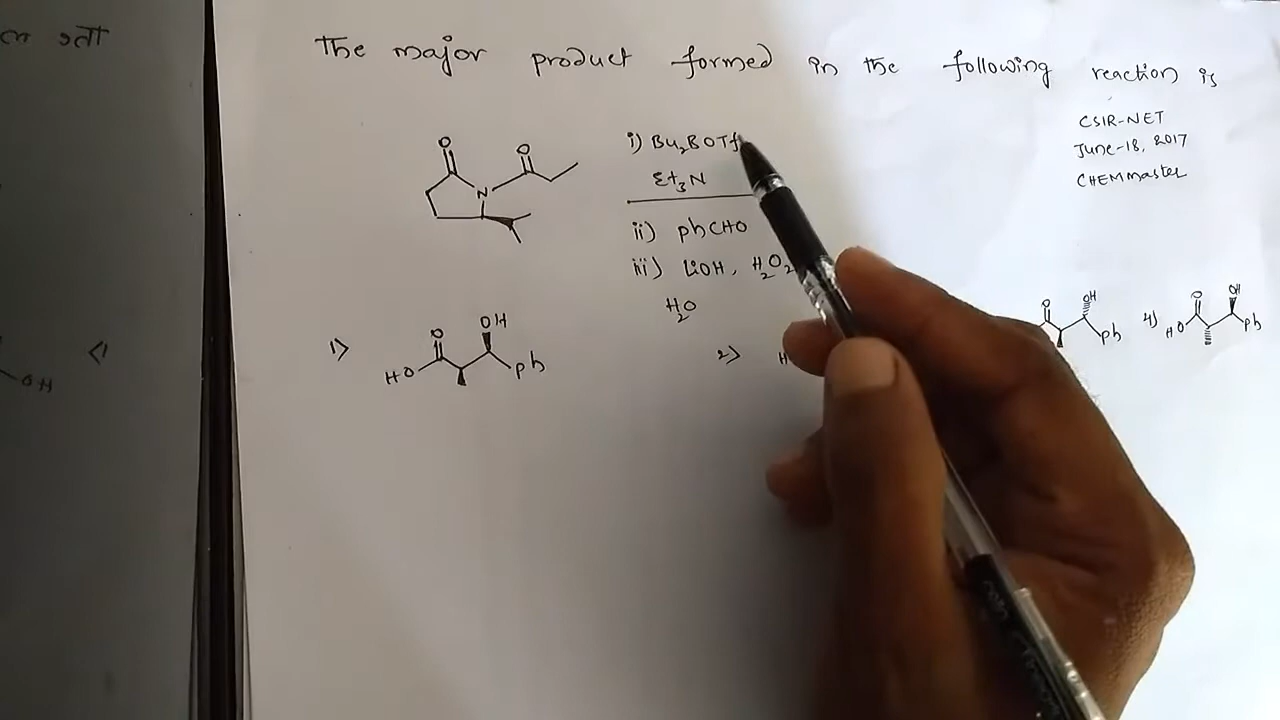 The major product formed in the following reaction is
CSIR-NET
June-18, 2017
CHEMmaster
O
O
N
i) Bu2BOTf
Et3N
ii) phCHO
iii) LiOH, H2O2
H2O
1)
O
OH
HO
ph
2)
H
O
OH
ph
4)
O
OH
HO
ph
OH